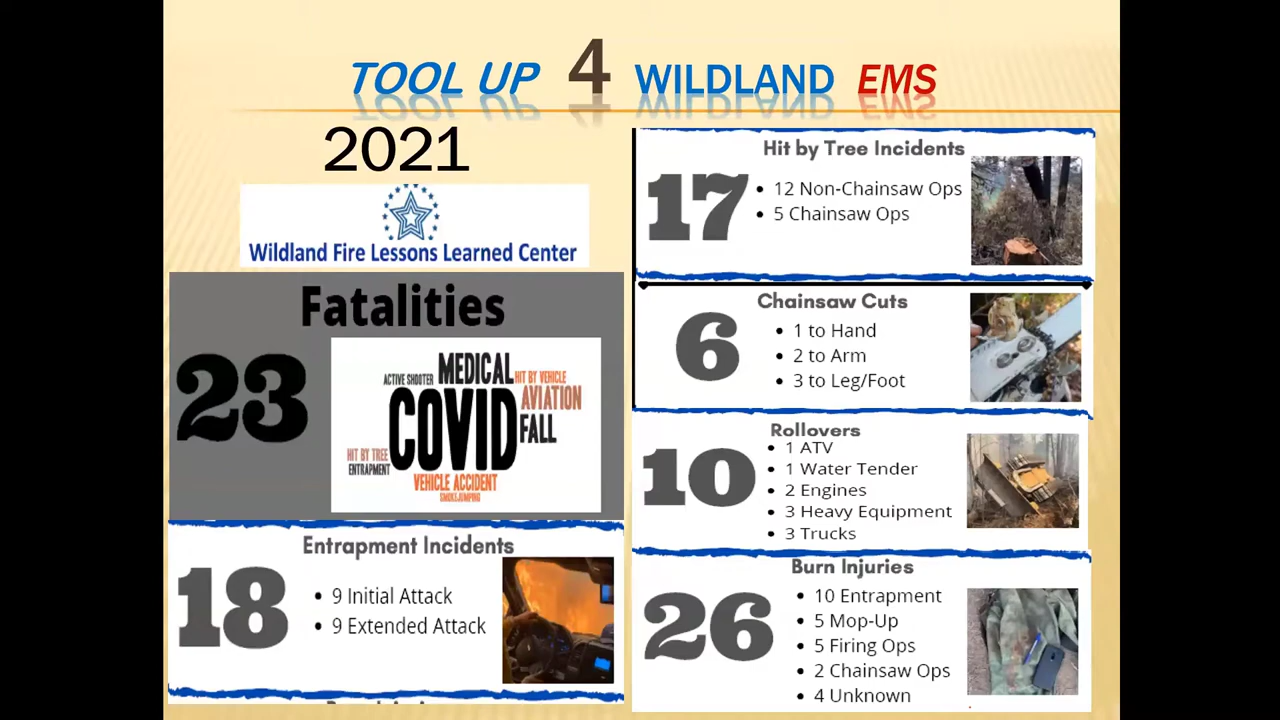 TOOL UP 4 WILDLAND EMS
2021
Wildland Fire Lessons Learned Center
Fatalities
23
ACTIVE SHOOTER MEDICAL HIT BY VEHICLE
AVIATION
COVID FALL
HIT BY TREE
ENTRAPMENT
VEHICLE ACCIDENT
SMOKEJUMPING
Entrapment Incidents
18
• 9 Initial Attack
• 9 Extended Attack
Hit by Tree Incidents
17
• 12 Non-Chainsaw Ops
• 5 Chainsaw Ops
Chainsaw Cuts
6
• 1 to Hand
• 2 to Arm
• 3 to Leg/Foot
Rollovers
10
• 1 ATV
• 1 Water Tender
• 2 Engines
• 3 Heavy Equipment
• 3 Trucks
Burn Injuries
26
• 10 Entrapment
• 5 Mop-Up
• 5 Firing Ops
• 2 Chainsaw Ops
• 4 Unknown